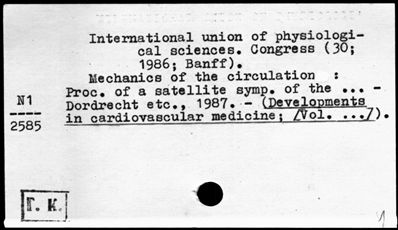 International union of physiologi-
cal sciences. Congress (30;
1986; Banff).
Mechanics of the circulation :
Proc. of a satellite symp. of the ... -
N1
Dordrecht etc., 1987. - (Developments
2585
in cardiovascular medicine; /Vol. .../).
Г. К.
1